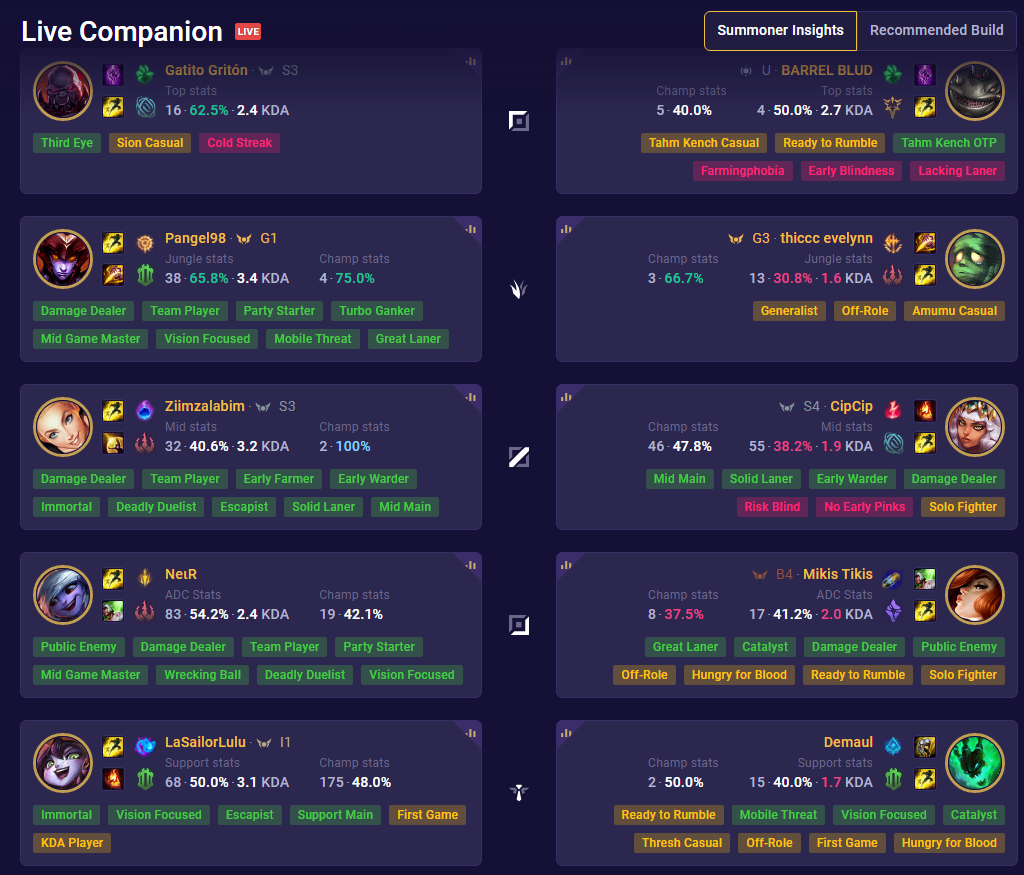 Live Companion LIVE
Summoner Insights Recommended Build
Gatito Gritón · S3
Top stats
16 · 62.5% · 2.4 KDA
Third Eye Sion Casual Cold Streak
U · BARREL BLUD
Champ stats Top stats
5 · 40.0% 4 · 50.0% · 2.7 KDA
Tahm Kench Casual Ready to Rumble Tahm Kench OTP
Farmingphobia Early Blindness Lacking Laner
Pangel98 · G1
Jungle stats Champ stats
38 · 65.8% · 3.4 KDA 4 · 75.0%
Damage Dealer Team Player Party Starter Turbo Ganker
Mid Game Master Vision Focused Mobile Threat Great Laner
G3 · thiccc evelynn
Champ stats Jungle stats
3 · 66.7% 13 · 30.8% · 1.6 KDA
Generalist Off-Role Amumu Casual
Ziimzalabim · S3
Mid stats Champ stats
32 · 40.6% · 3.2 KDA 2 · 100%
Damage Dealer Team Player Early Farmer Early Warder
Immortal Deadly Duelist Escapist Solid Laner Mid Main
S4 · CipCip
Champ stats Mid stats
46 · 47.8% 55 · 38.2% · 1.9 KDA
Mid Main Solid Laner Early Warder Damage Dealer
Risk Blind No Early Pinks Solo Fighter
NeιR
ADC Stats Champ stats
83 · 54.2% · 2.4 KDA 19 · 42.1%
Public Enemy Damage Dealer Team Player Party Starter
Mid Game Master Wrecking Ball Deadly Duelist Vision Focused
B4 · Mikis Tikis
Champ stats ADC Stats
8 · 37.5% 17 · 41.2% · 2.0 KDA
Great Laner Catalyst Damage Dealer Public Enemy
Off-Role Hungry for Blood Ready to Rumble Solo Fighter
LaSailorLulu · I1
Support stats Champ stats
68 · 50.0% · 3.1 KDA 175 · 48.0%
Immortal Vision Focused Escapist Support Main First Game
KDA Player
Demaul
Champ stats Support stats
2 · 50.0% 15 · 40.0% · 1.7 KDA
Ready to Rumble Mobile Threat Vision Focused Catalyst
Thresh Casual Off-Role First Game Hungry for Blood